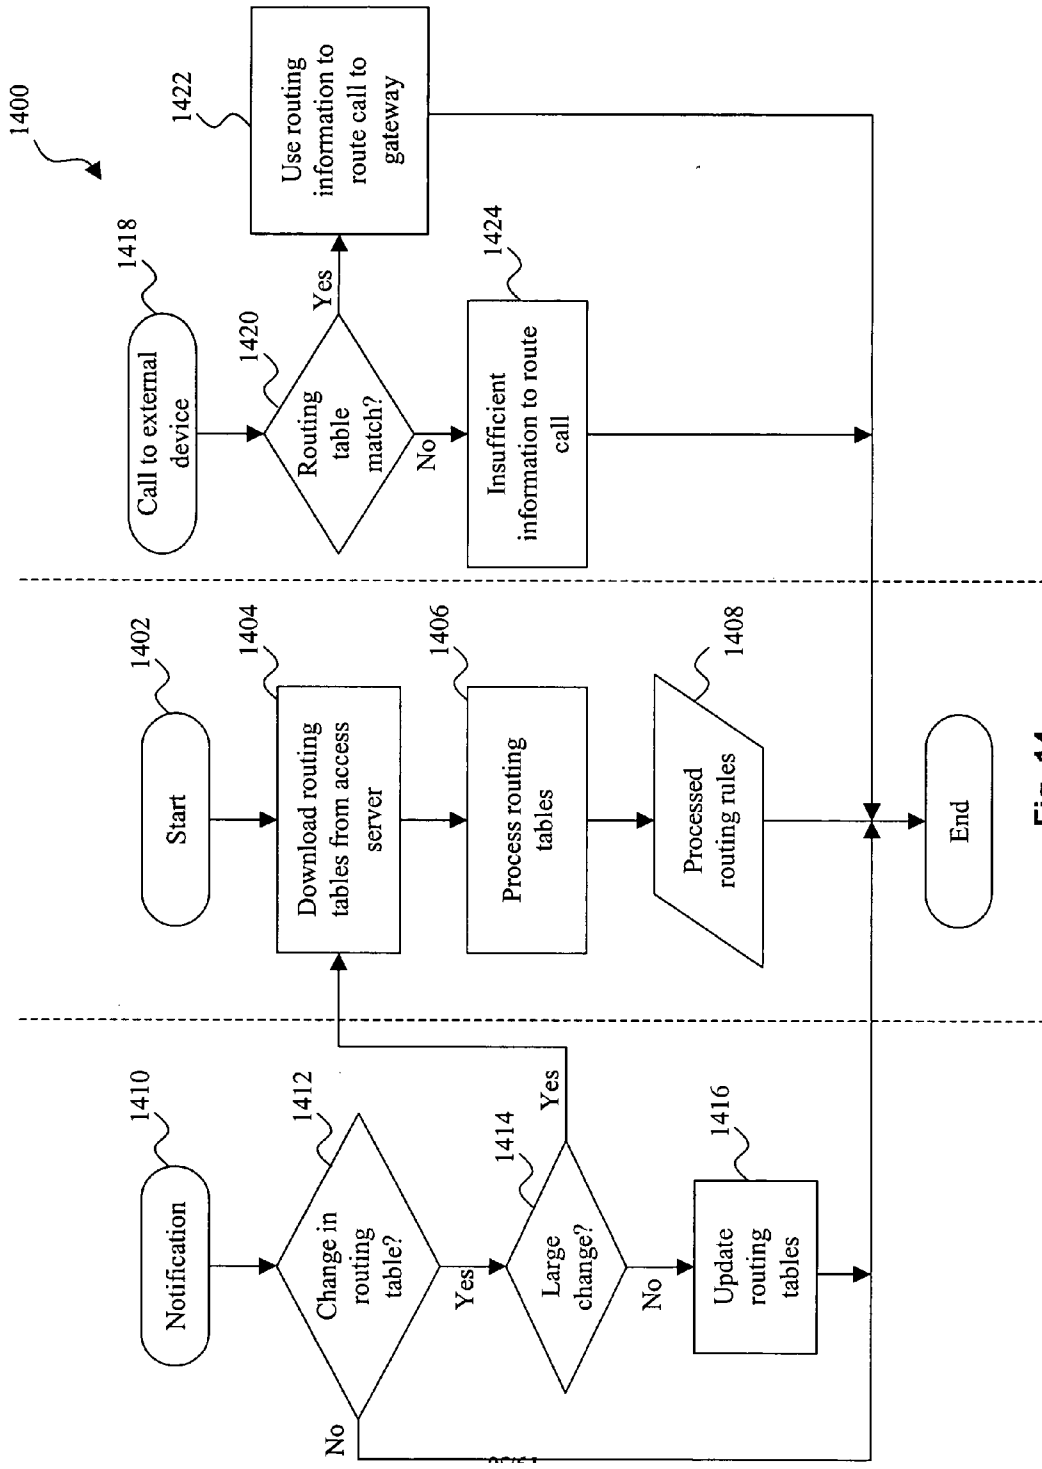 1400
1410
Notification
1412
Change in
routing
table?
No
Yes
1414
Large
change?
Yes
No
1416
Update
routing
tables
1402
Start
1404
Download routing
tables from access
server
1406
Process routing
tables
1408
Processed
routing rules
End
1418
Call to external
device
1420
Routing
table
match?
Yes
No
1422
Use routing
information to
route call to
gateway
1424
Insufficient
information to route
call